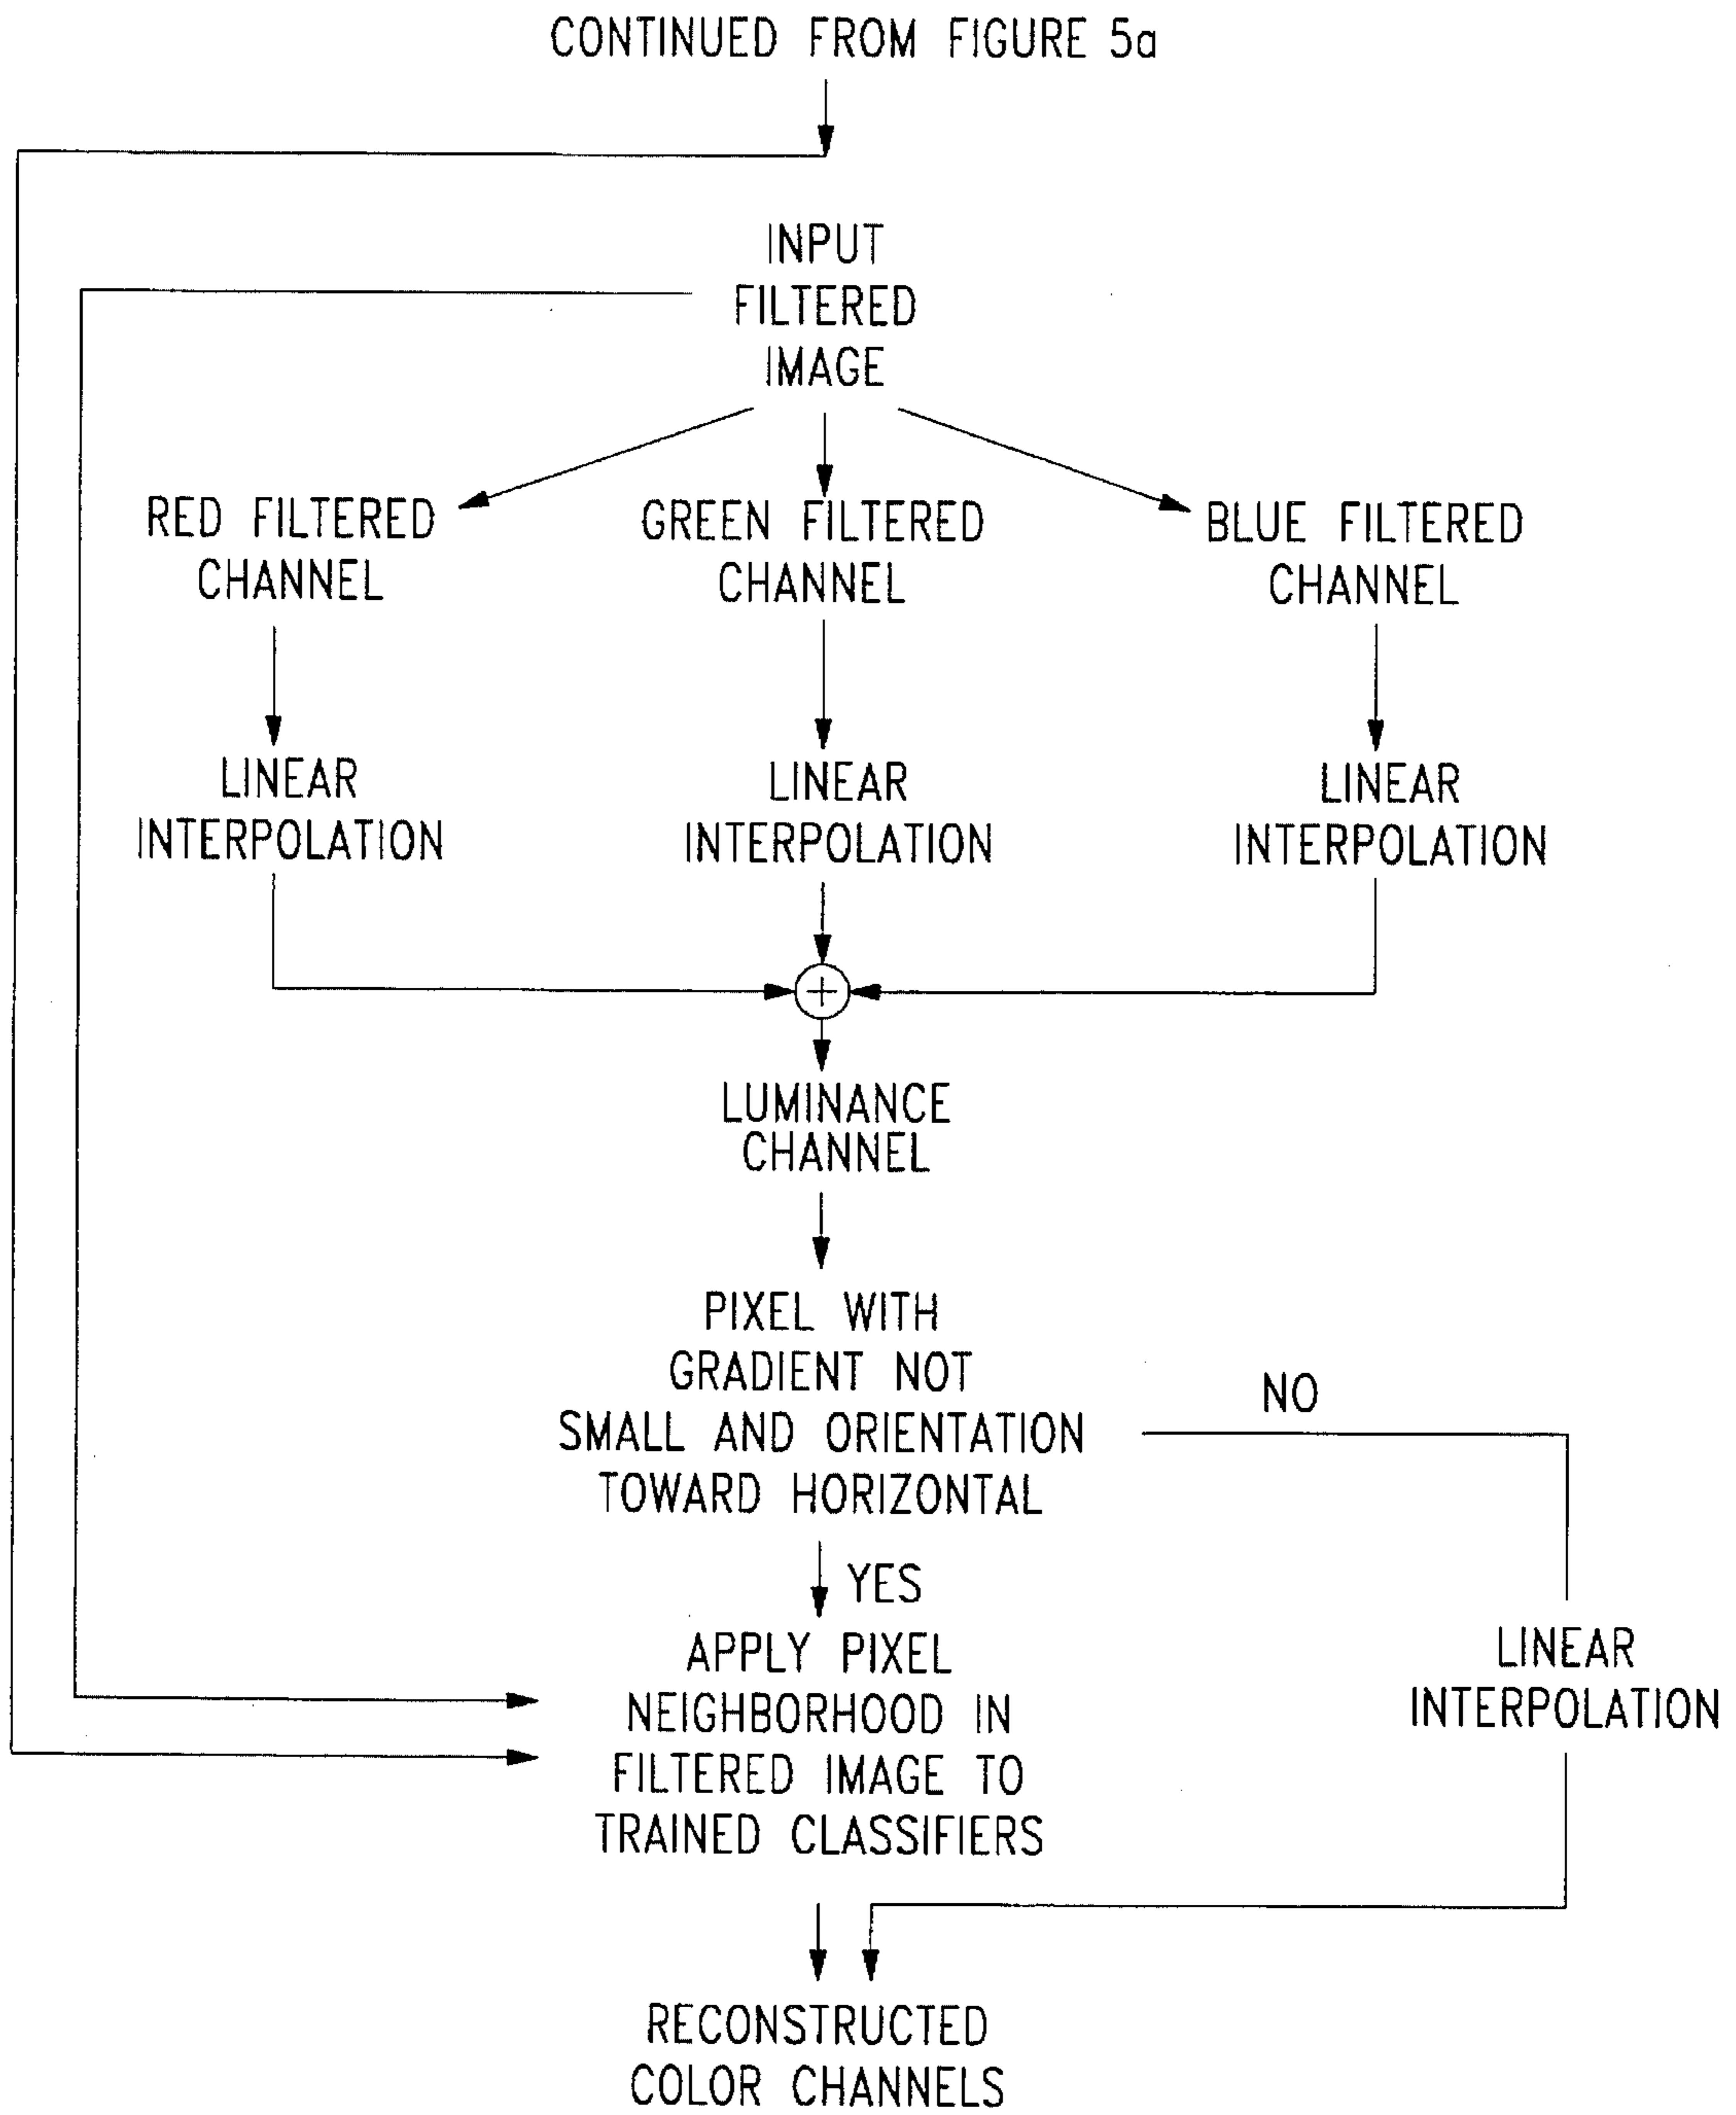 CONTINUED FROM FIGURE 5a
INPUT
FILTERED
IMAGE
RED FILTERED
CHANNEL
GREEN FILTERED
CHANNEL
BLUE FILTERED
CHANNEL
LINEAR
INTERPOLATION
LINEAR
INTERPOLATION
LINEAR
INTERPOLATION
+
LUMINANCE
CHANNEL
PIXEL WITH
GRADIENT NOT
SMALL AND ORIENTATION
TOWARD HORIZONTAL
NO
YES
APPLY PIXEL
NEIGHBORHOOD IN
FILTERED IMAGE TO
TRAINED CLASSIFIERS
LINEAR
INTERPOLATION
RECONSTRUCTED
COLOR CHANNELS